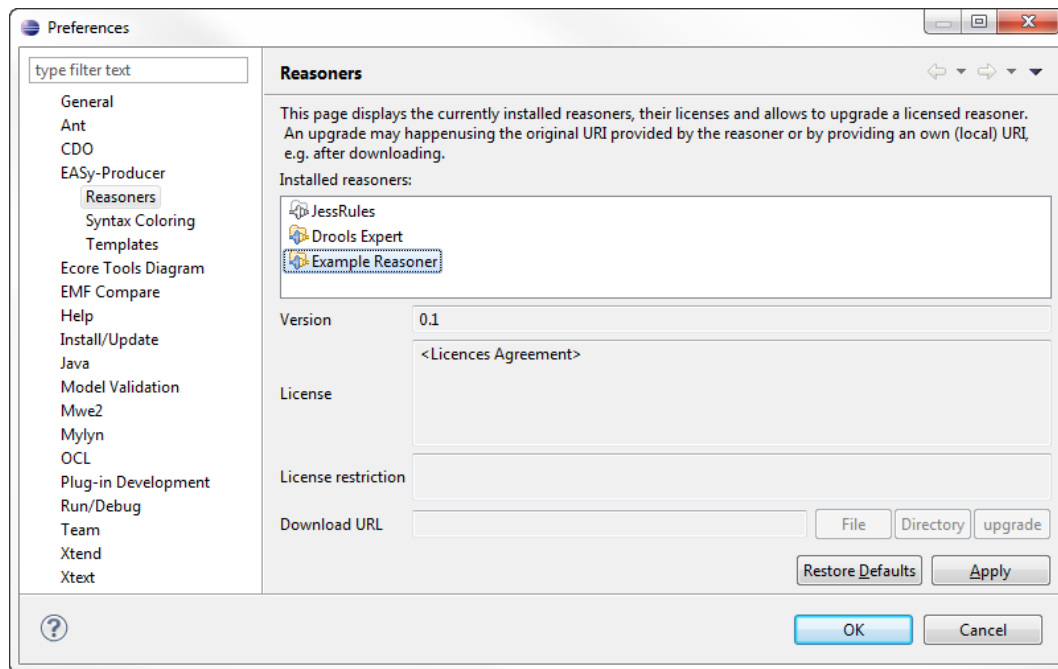 Preferences
type filter text
General
Ant
CDO
EASy-Producer
Reasoners
Syntax Coloring
Templates
Ecore Tools Diagram
EMF Compare
Help
Install/Update
Java
Model Validation
Mwe2
Mylyn
OCL
Plug-in Development
Run/Debug
Team
Xtend
Xtext
Reasoners
This page displays the currently installed reasoners, their licenses and allows to upgrade a licensed reasoner.
An upgrade may happenusing the original URI provided by the reasoner or by providing an own (local) URI,
e.g. after downloading.
Installed reasoners:
JessRules
Drools Expert
Example Reasoner
Version 0.1
License <Licences Agreement>
License restriction
Download URL File Directory upgrade
Restore Defaults Apply
? OK Cancel